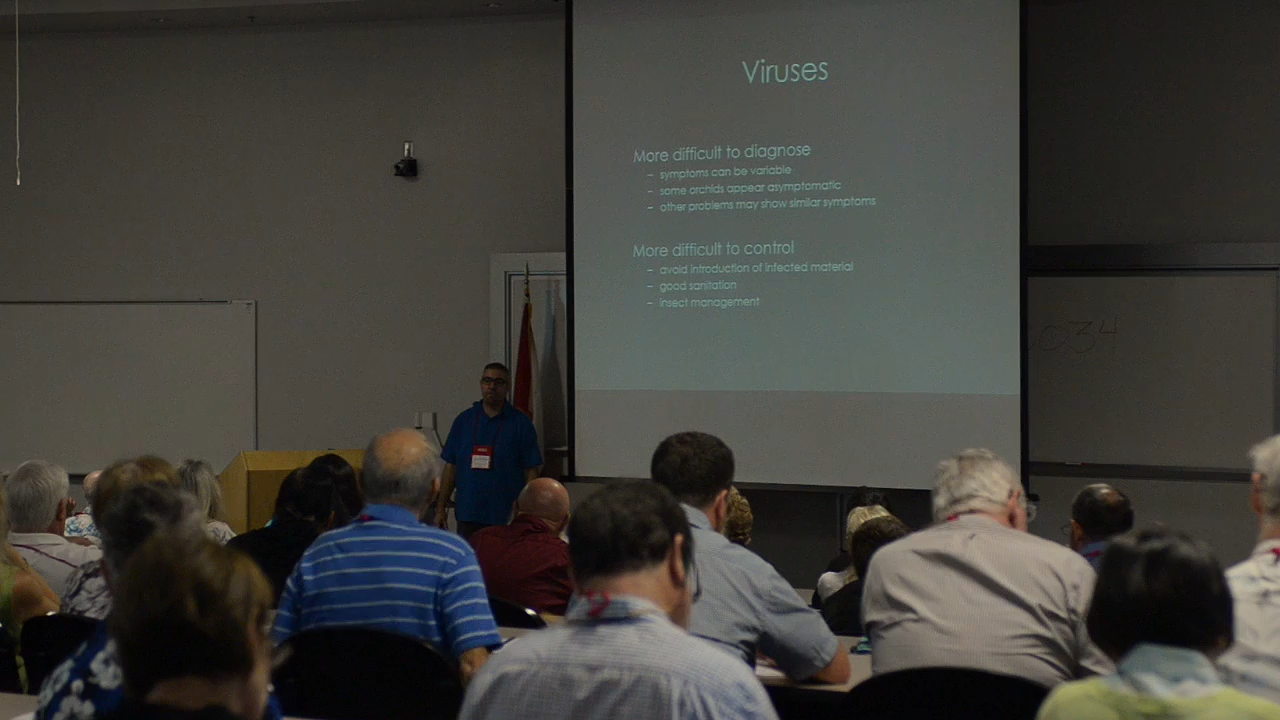 Viruses
More difficult to diagnose
– symptoms can be variable
– some orchids appear asymptomatic
– other problems may show similar symptoms
More difficult to control
– avoid introduction of infected material
– good sanitation
– insect management
034